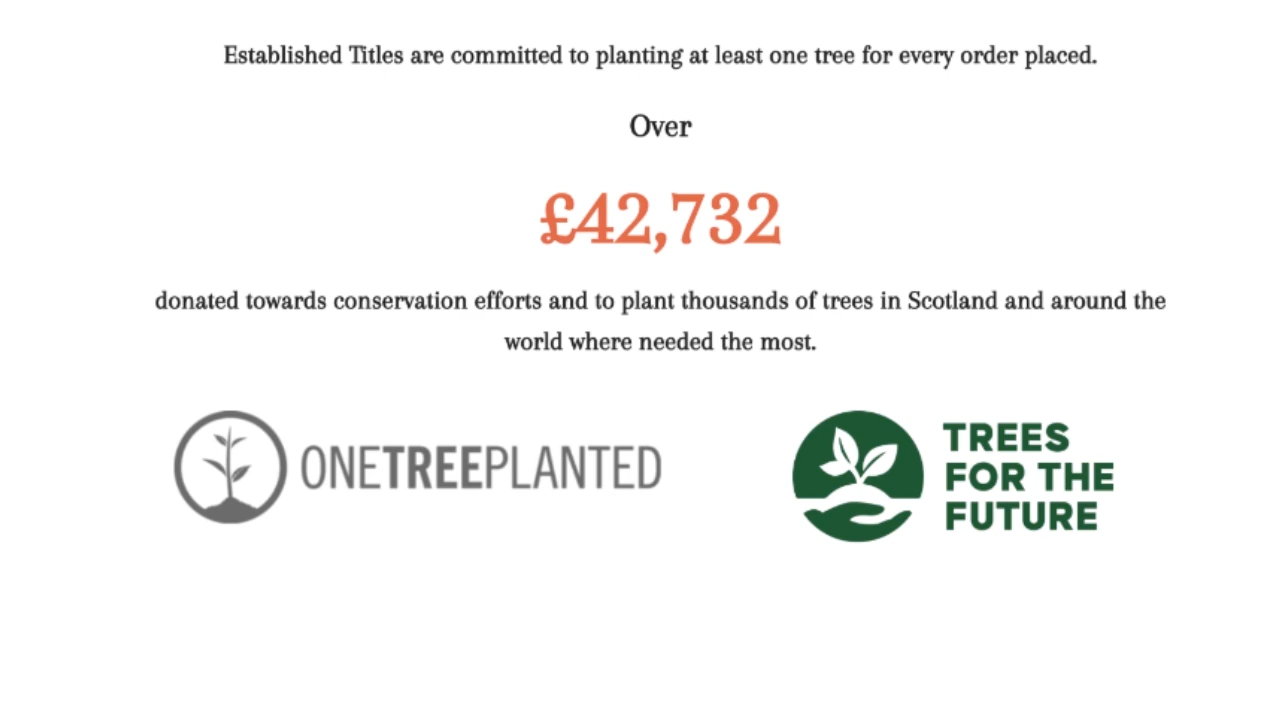 Established Titles are committed to planting at least one tree for every order placed.
Over
£42,732
donated towards conservation efforts and to plant thousands of trees in Scotland and around the
world where needed the most.
ONETREEPLANTED
TREES
FOR THE
FUTURE